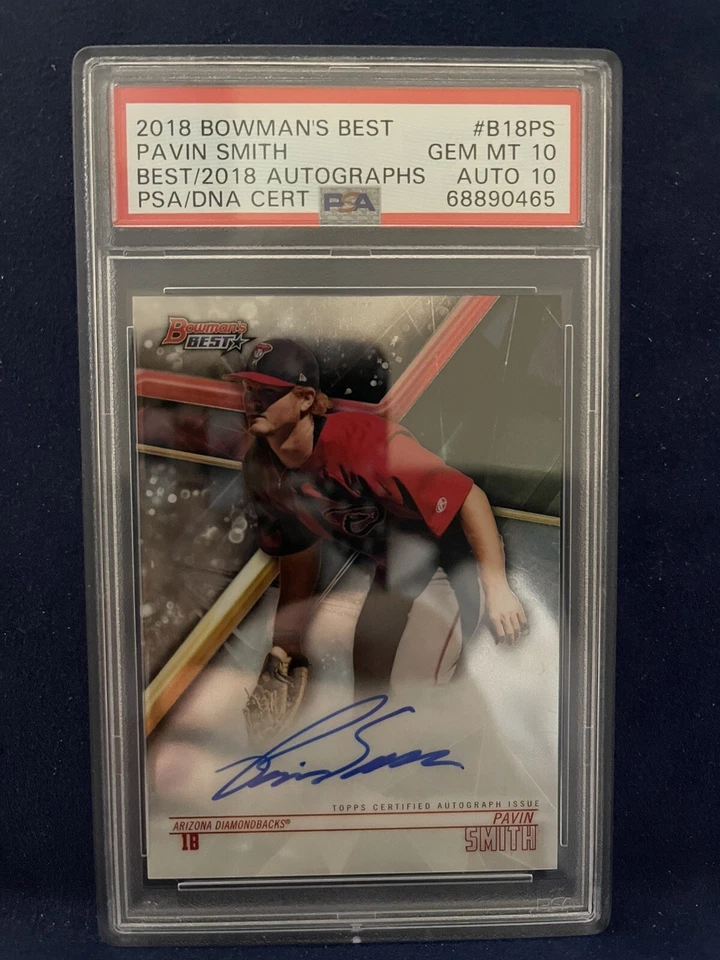 2018 BOWMAN'S BEST #B18PS
PAVIN SMITH GEM MT 10
BEST/2018 AUTOGRAPHS AUTO 10
PSA/DNA CERT PSA 68890465
Bowman's
BEST
TOPPS CERTIFIED AUTOGRAPH ISSUE
ARIZONA DIAMONDBACKS® PAVIN
1B SMITH
PSA